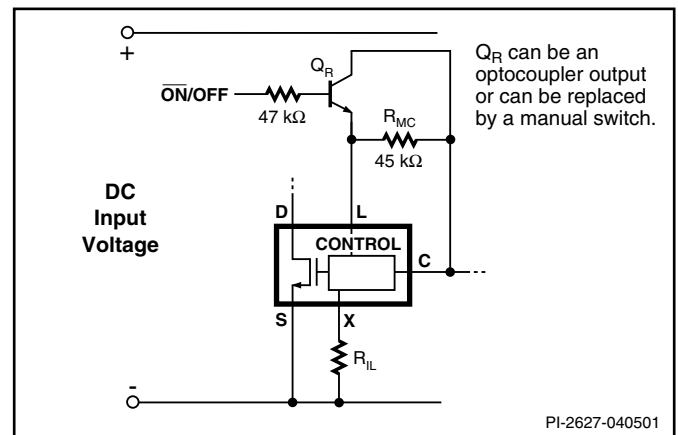 +
Q_R
Q_R can be an
optocoupler output
or can be replaced
by a manual switch.
O̅N̅/OFF
47 kΩ
R_MC
45 kΩ
DC
Input
Voltage
D
L
CONTROL
C
S
X
R_IL
-
PI-2627-040501